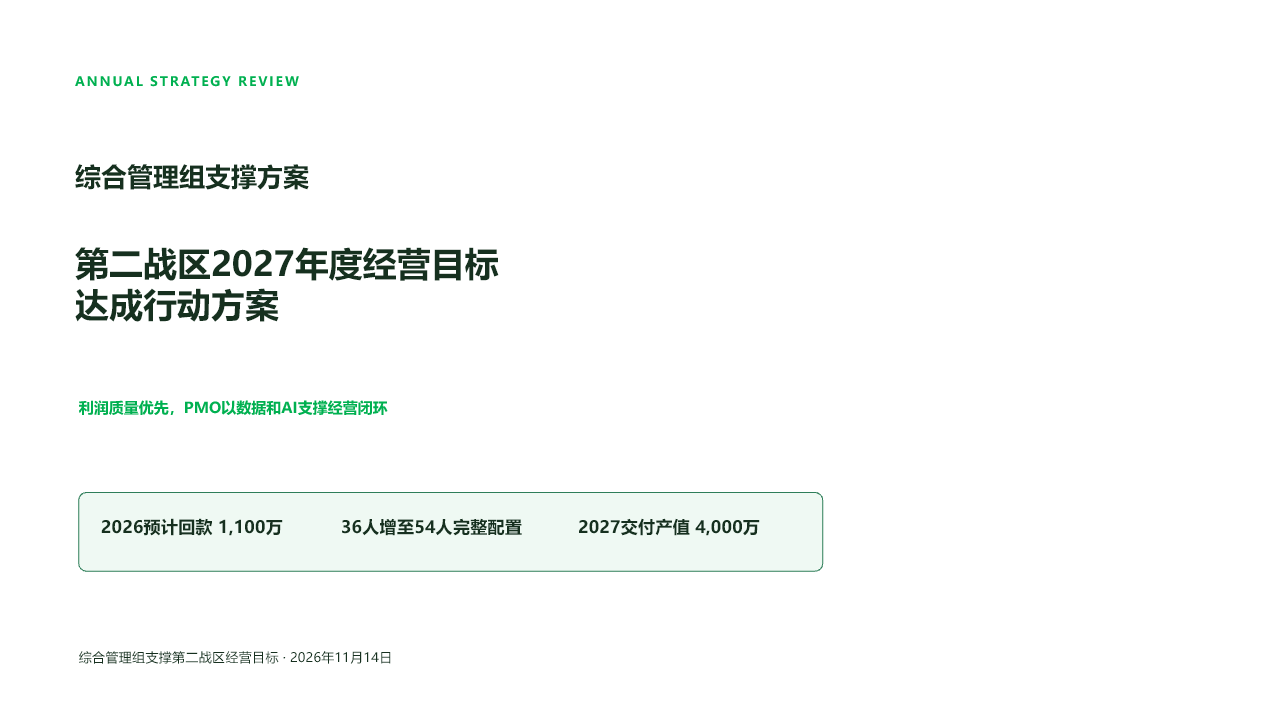 ANNUAL STRATEGY REVIEW
综合管理组支撑方案
第二战区2027年度经营目标
达成行动方案
利润质量优先，PMO以数据和AI支撑经营闭环
2026预计回款 1,100万 36人增至54人完整配置 2027交付产值 4,000万
综合管理组支撑第二战区经营目标 · 2026年11月14日